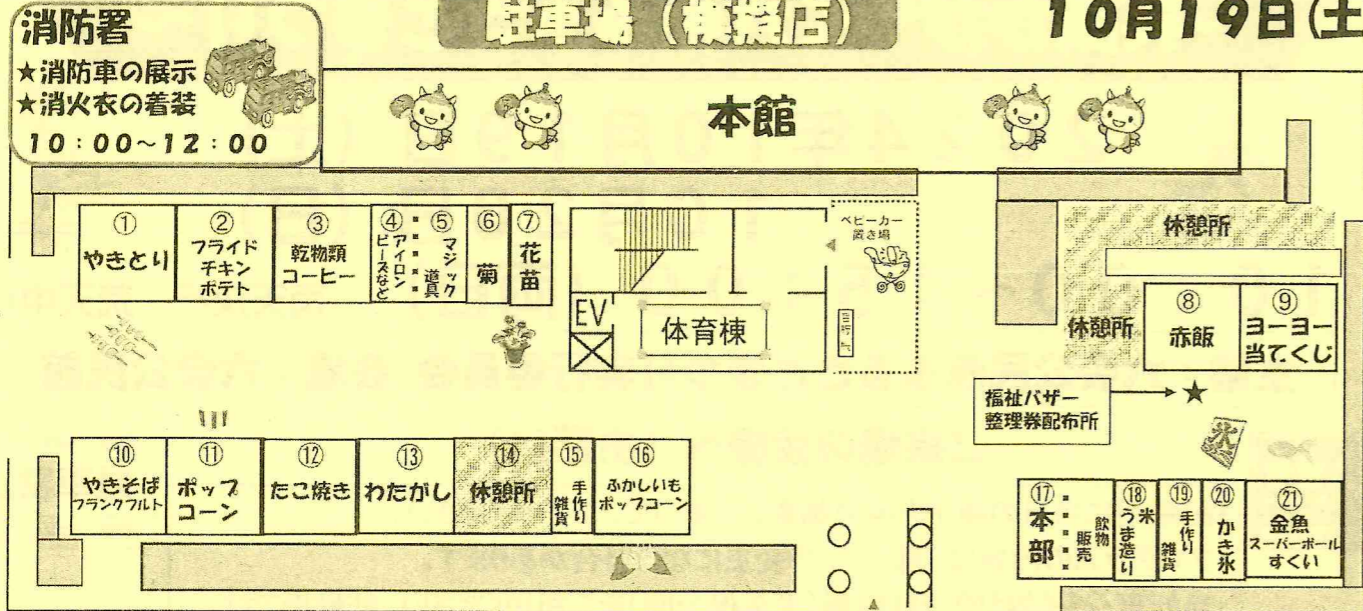 消防署
★消防車の展示
★消火衣の着装
10：00～12：00
駐車場（模擬店）
10月19日(土
本館
①
やきとり
②
フライド
チキン
ポテト
③
乾物類
コーヒー
④
アイロン
ビーズなど
⑤
マジック
道具
⑥
菊
⑦
花苗
EV
体育棟
ベビーカー
置き場
休憩所
休憩所
⑧
赤飯
⑨
ヨーヨー
当てくじ
福祉バザー
整理券配布所
★
氷
⑩
やきそば
フランクフルト
⑪
ポップ
コーン
⑫
たこ焼き
⑬
わたがし
⑭
休憩所
⑮
手作り
雑貨
⑯
ふかしいも
ポップコーン
⑰
本部
飲物
販売
⑱
米
うま造り
⑲
手作り
雑貨
⑳
かき氷
㉑
金魚
スーパーボール
すくい